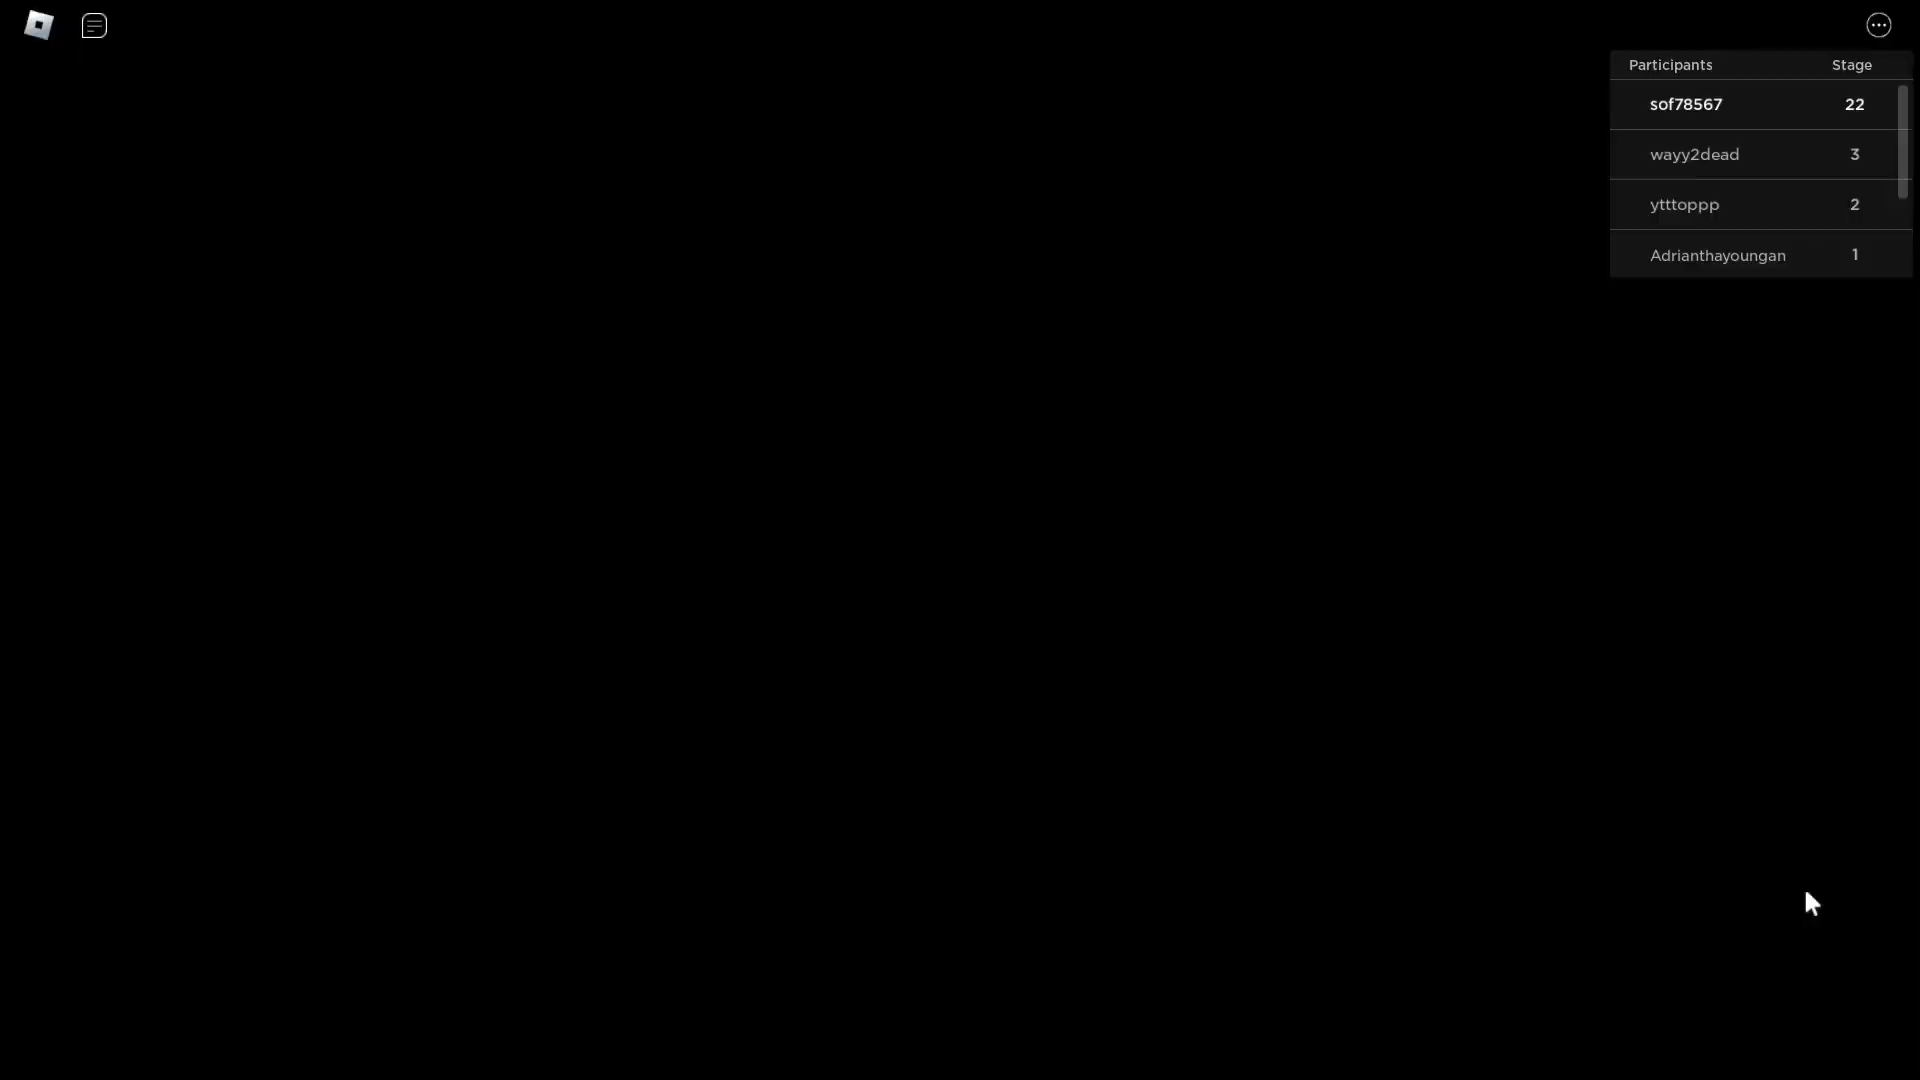 Participants Stage
sof78567 22
wayy2dead 3
ytttoppp 2
Adrianthayoungan 1